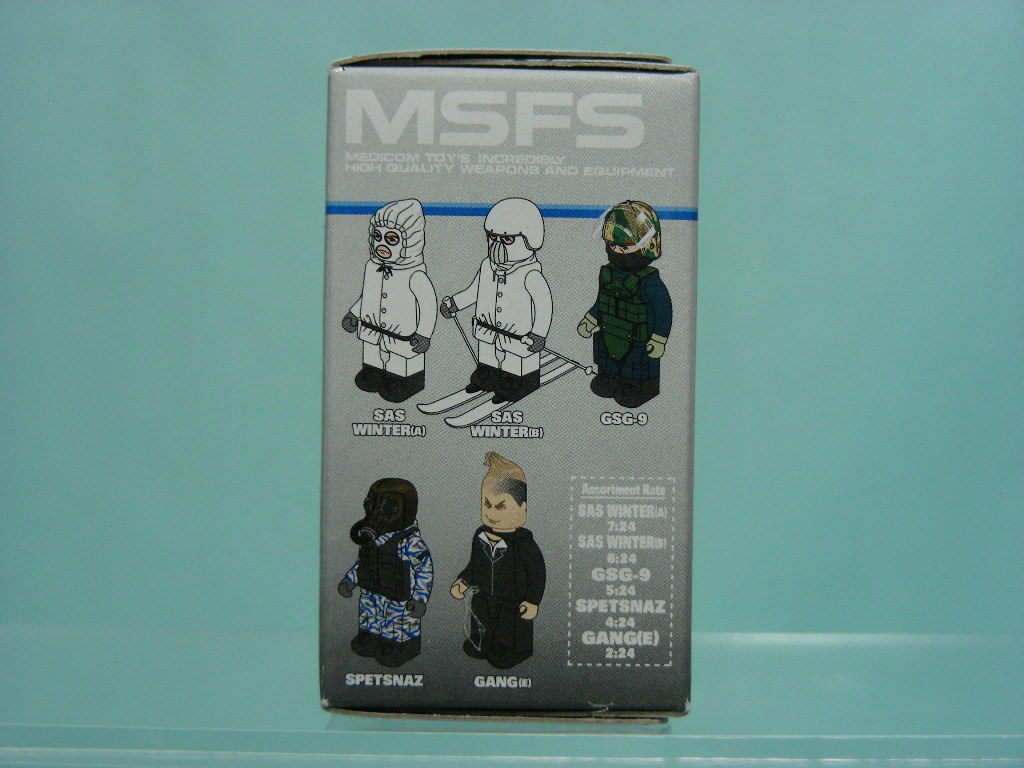 MSFS
MEDICOM TOY'S INCREDIBLY
HIGH QUALITY WEAPONS AND EQUIPMENT
SAS
WINTER(A)
SAS
WINTER(B)
GSG-9
SPETSNAZ
GANG(E)
Assortment Rate
SAS WINTER(A)
7:24
SAS WINTER(B)
6:24
GSG-9
5:24
SPETSNAZ
4:24
GANG(E)
2:24